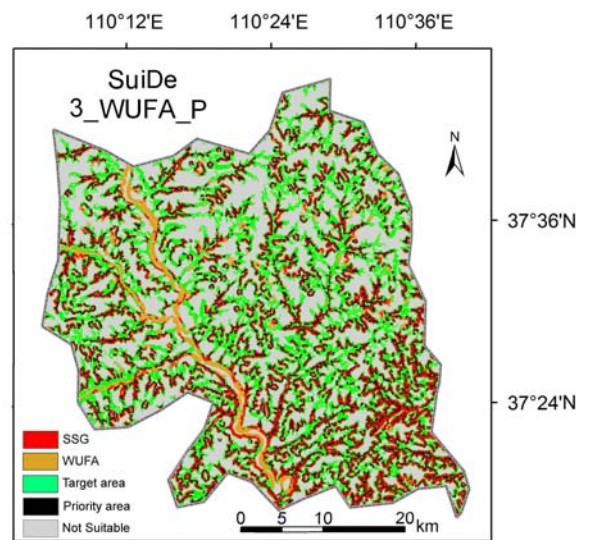 110°12'E 110°24'E 110°36'E
SuiDe
3_WUFA_P
N
37°36'N
37°24'N
SSG
WUFA
Target area
Priority area
Not Suitable
0 5 10 20
km